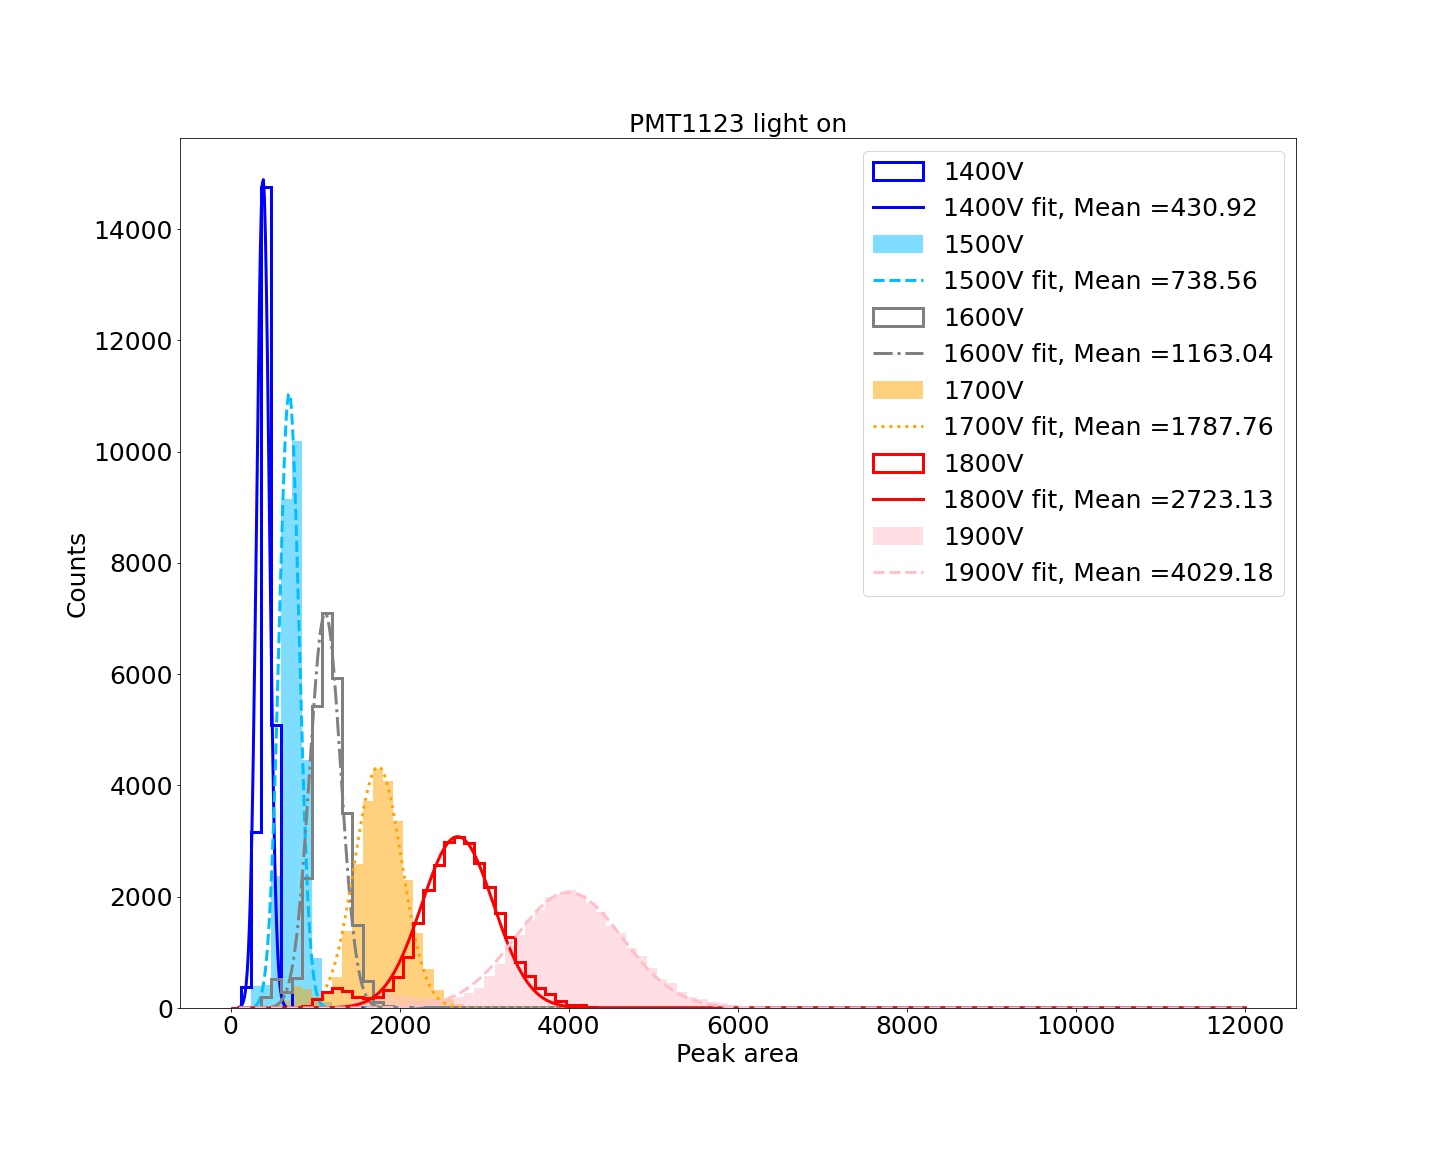 PMT1123 light on
1400V
1400V fit, Mean =430.92
1500V
1500V fit, Mean =738.56
1600V
1600V fit, Mean =1163.04
1700V
1700V fit, Mean =1787.76
1800V
1800V fit, Mean =2723.13
1900V
1900V fit, Mean =4029.18
14000
12000
10000
8000
6000
4000
2000
0
Counts
0 2000 4000 6000 8000 10000 12000
Peak area